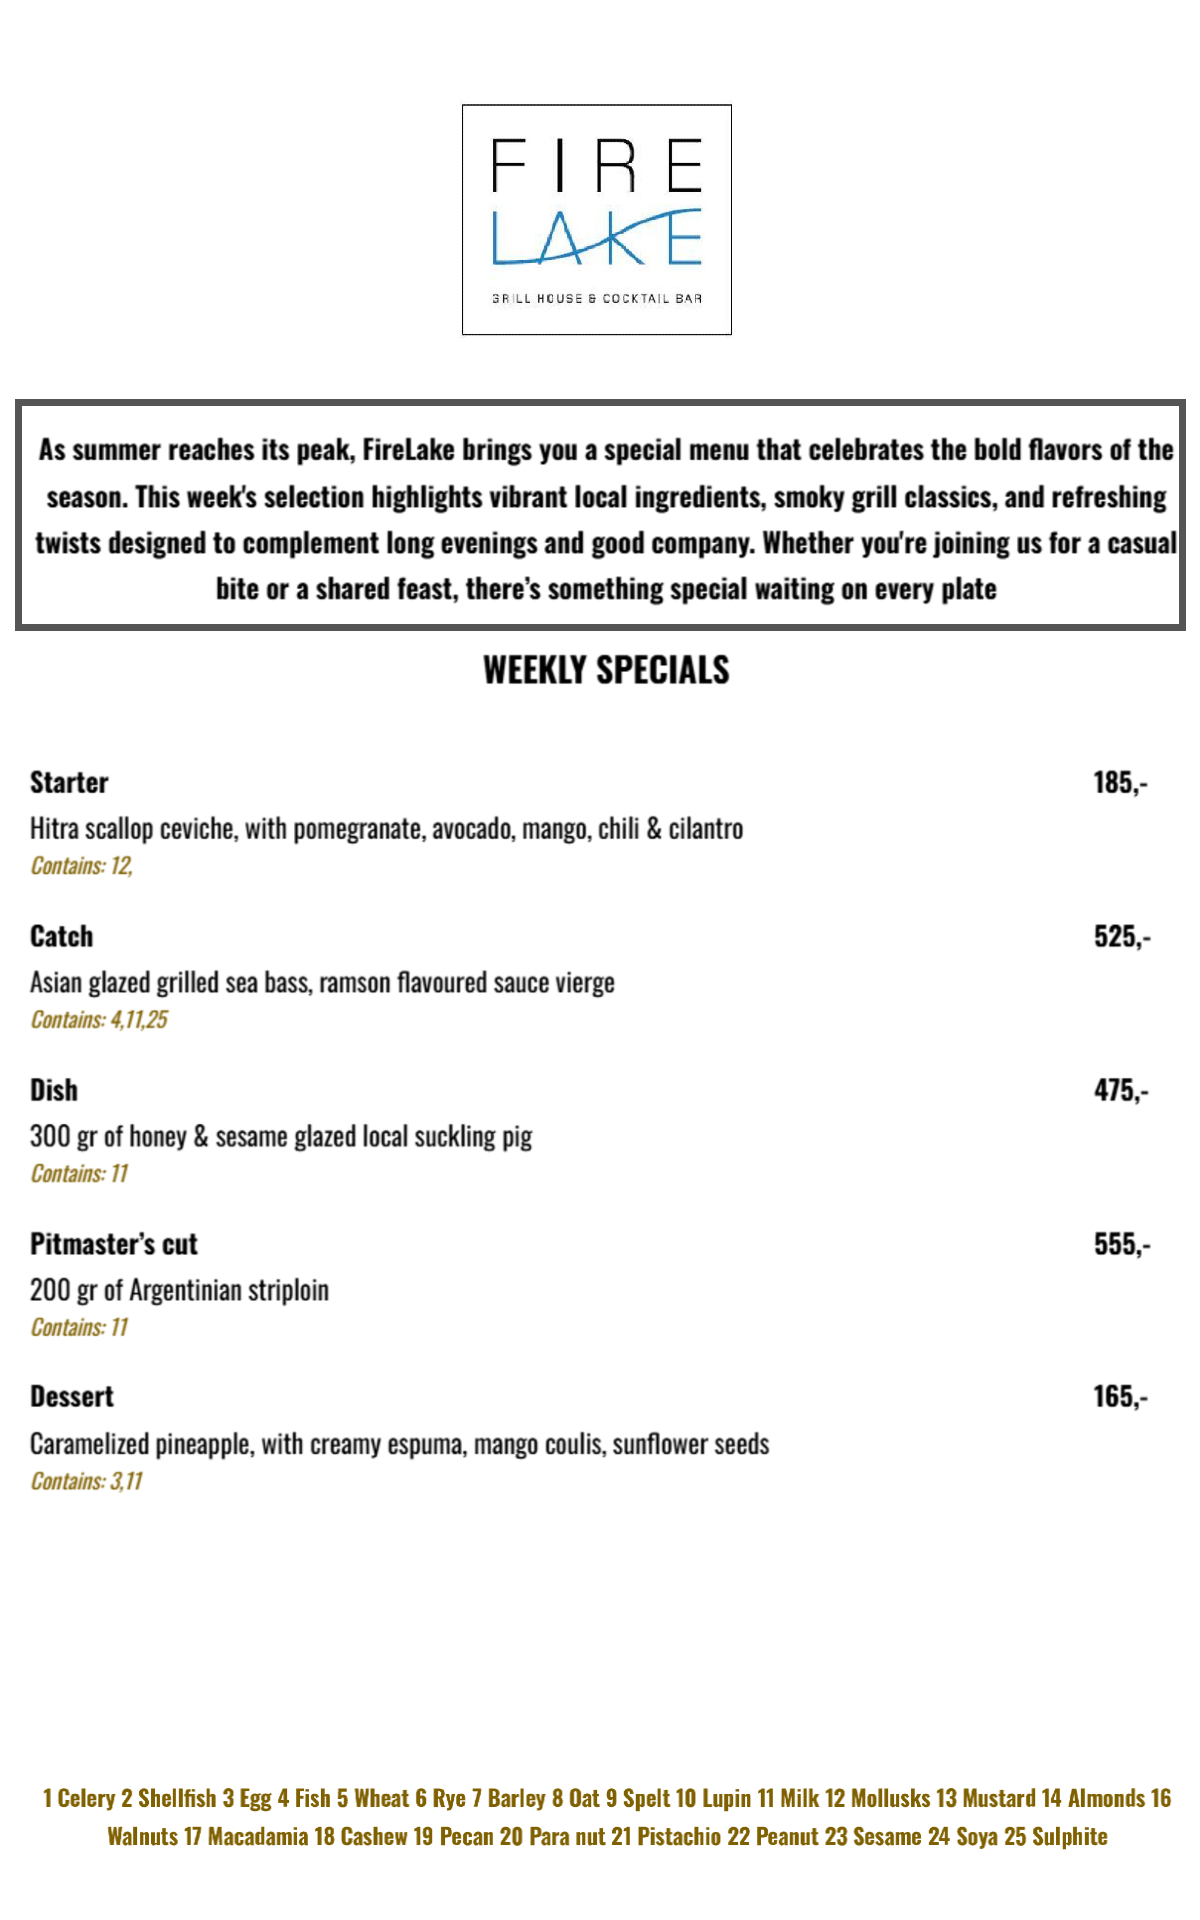 FIRE
LAKE
GRILL HOUSE & COCKTAIL BAR
As summer reaches its peak, FireLake brings you a special menu that celebrates the bold flavors of the
season. This week's selection highlights vibrant local ingredients, smoky grill classics, and refreshing
twists designed to complement long evenings and good company. Whether you're joining us for a casual
bite or a shared feast, there’s something special waiting on every plate
WEEKLY SPECIALS
Starter 185,-
Hitra scallop ceviche, with pomegranate, avocado, mango, chili & cilantro
Contains: 12,
Catch 525,-
Asian glazed grilled sea bass, ramson flavoured sauce vierge
Contains: 4,11,25
Dish 475,-
300 gr of honey & sesame glazed local suckling pig
Contains: 11
Pitmaster’s cut 555,-
200 gr of Argentinian striploin
Contains: 11
Dessert 165,-
Caramelized pineapple, with creamy espuma, mango coulis, sunflower seeds
Contains: 3,11
1 Celery 2 Shellfish 3 Egg 4 Fish 5 Wheat 6 Rye 7 Barley 8 Oat 9 Spelt 10 Lupin 11 Milk 12 Mollusks 13 Mustard 14 Almonds 16
Walnuts 17 Macadamia 18 Cashew 19 Pecan 20 Para nut 21 Pistachio 22 Peanut 23 Sesame 24 Soya 25 Sulphite